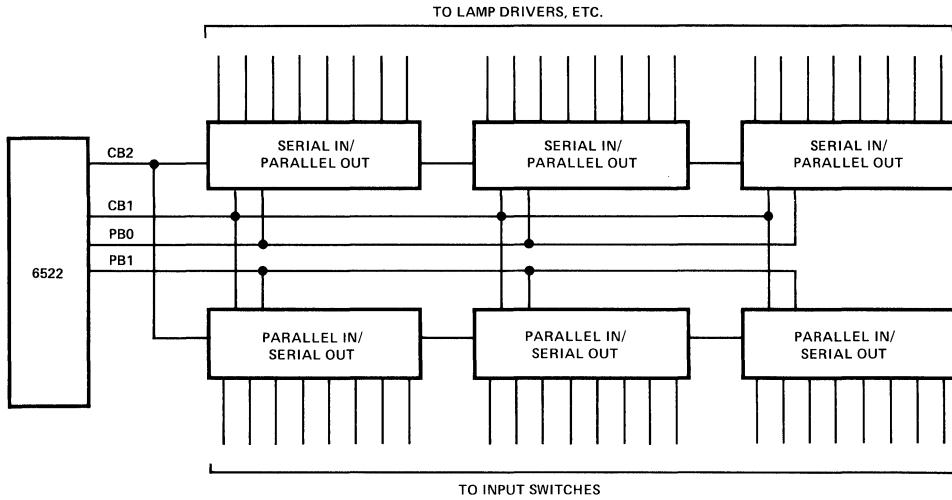 TO LAMP DRIVERS, ETC.
SERIAL IN/
PARALLEL OUT
SERIAL IN/
PARALLEL OUT
SERIAL IN/
PARALLEL OUT
CB2
CB1
PB0
PB1
6522
PARALLEL IN/
SERIAL OUT
PARALLEL IN/
SERIAL OUT
PARALLEL IN/
SERIAL OUT
TO INPUT SWITCHES